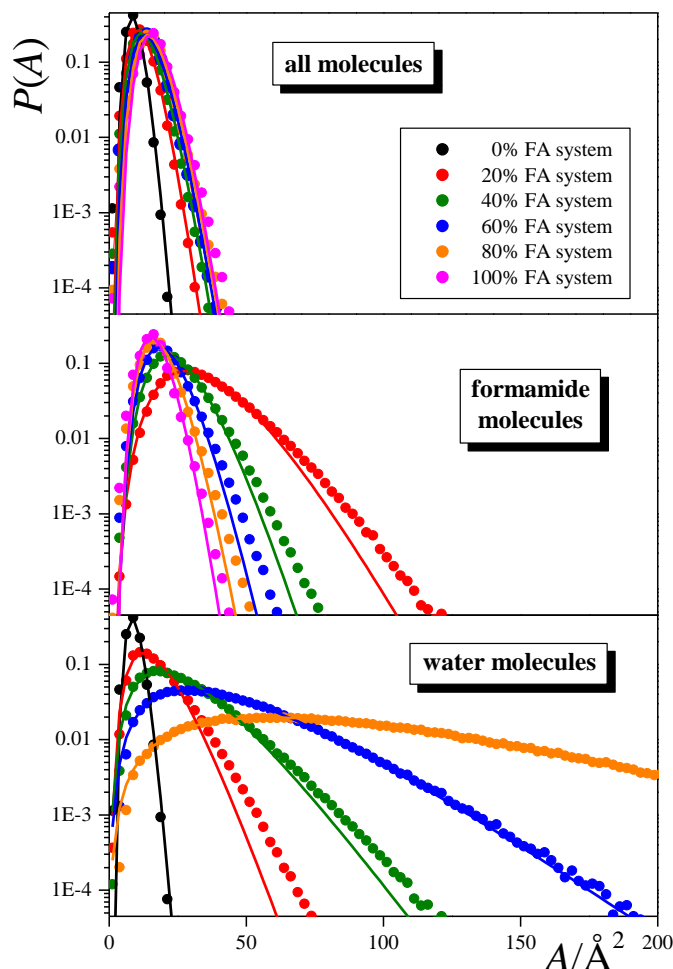 P(A)
0.1
0.01
1E-3
1E-4
all molecules
0% FA system
20% FA system
40% FA system
60% FA system
80% FA system
100% FA system
0.1
0.01
1E-3
1E-4
formamide
molecules
0.1
0.01
1E-3
1E-4
water molecules
0 50 100 150 200
A/Å²